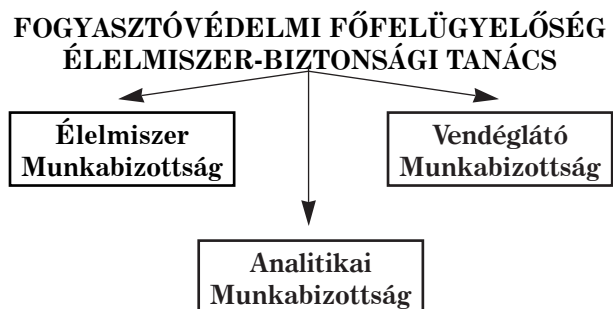 FOGYASZTÓVÉDELMI FŐFELÜGYELŐSÉG
ÉLELMISZER-BIZTONSÁGI TANÁCS
Élelmiszer
Munkabizottság
Vendéglátó
Munkabizottság
Analitikai
Munkabizottság